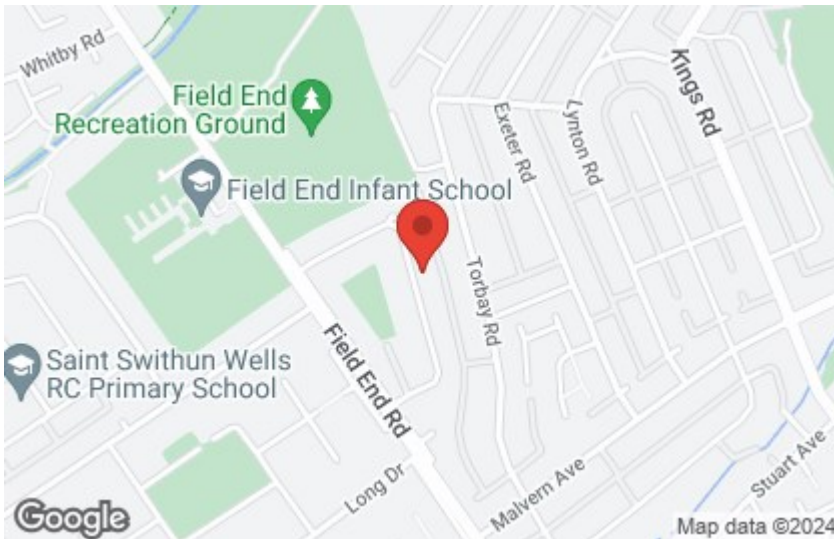 Whitby Rd
Field End
Recreation Ground
Kings Rd
Exeter Rd
Lynton Rd
Field End Infant School
Torbay Rd
Saint Swithun Wells
RC Primary School
Field End Rd
Long Dr
Malvern Ave
Stuart Ave
Google
Map data ©2024